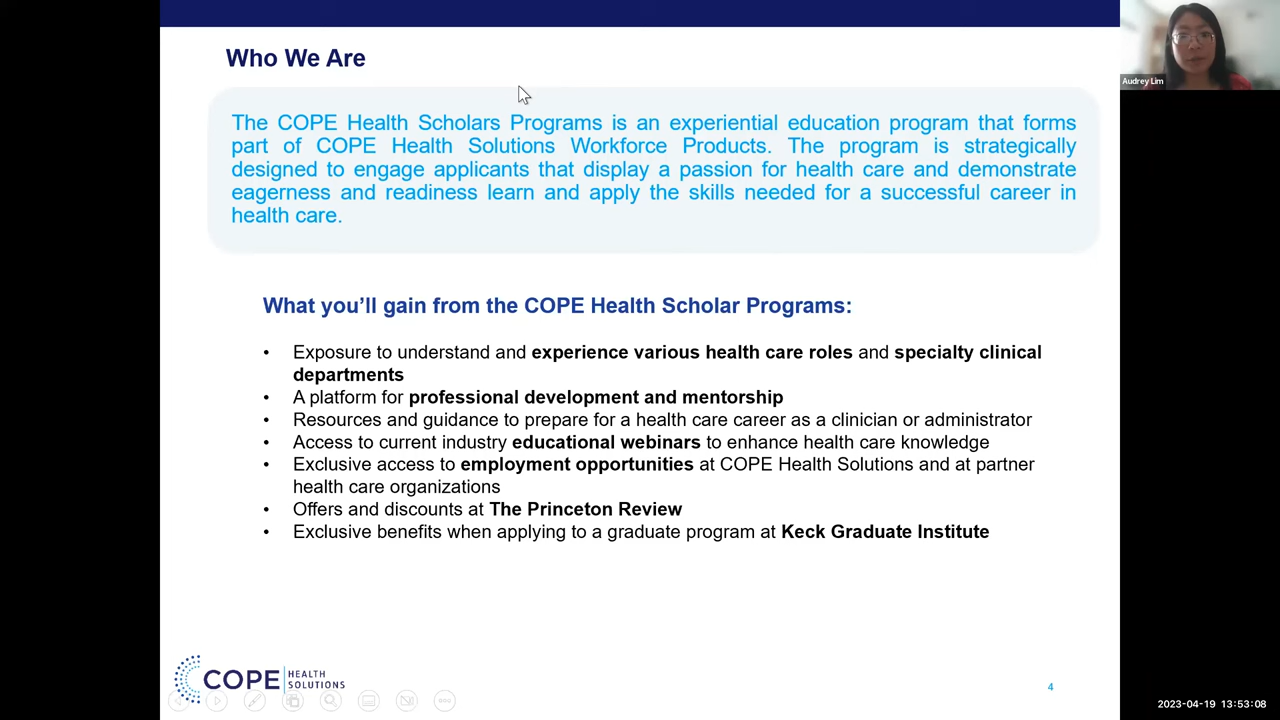 Who We Are
Audrey Lim
The COPE Health Scholars Programs is an experiential education program that forms
part of COPE Health Solutions Workforce Products. The program is strategically
designed to engage applicants that display a passion for health care and demonstrate
eagerness and readiness learn and apply the skills needed for a successful career in
health care.
What you’ll gain from the COPE Health Scholar Programs:
• Exposure to understand and experience various health care roles and specialty clinical
departments
• A platform for professional development and mentorship
• Resources and guidance to prepare for a health care career as a clinician or administrator
• Access to current industry educational webinars to enhance health care knowledge
• Exclusive access to employment opportunities at COPE Health Solutions and at partner
health care organizations
• Offers and discounts at The Princeton Review
• Exclusive benefits when applying to a graduate program at Keck Graduate Institute
COPE HEALTH
SOLUTIONS
4
2023-04-19 13:53:08